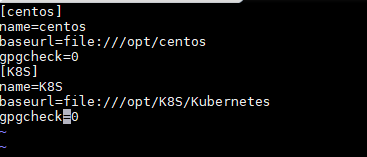 [centos]
name=centos
baseurl=file:///opt/centos
gpgcheck=0
[K8S]
name=K8S
baseurl=file:///opt/K8S/Kubernetes
gpgcheck=0
~
~